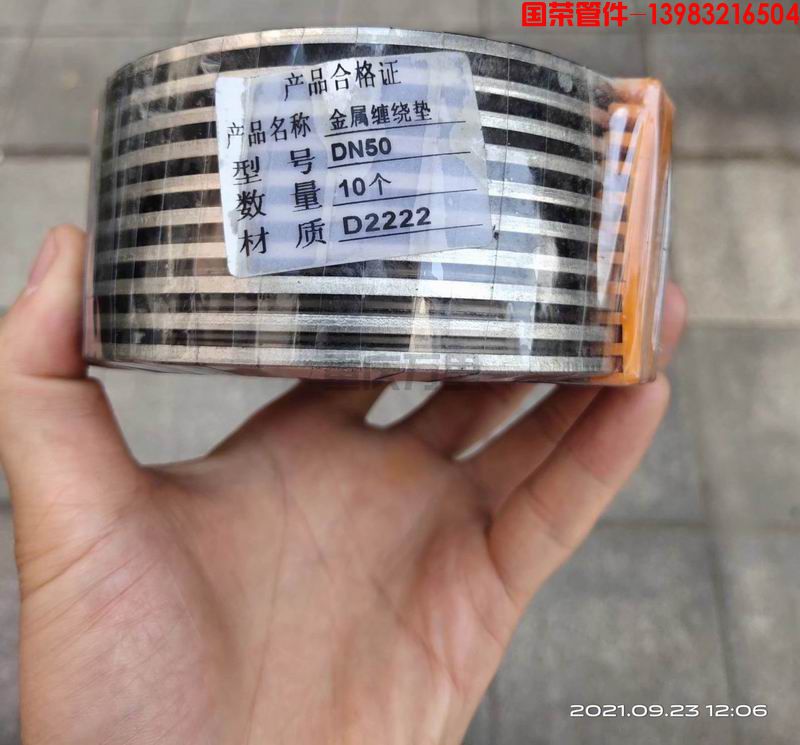 国荣管件-13983216504
产品合格证
产品名称 金属缠绕垫
型号 DN50
数量 10个
材质 D2222
2021.09.23 12:06